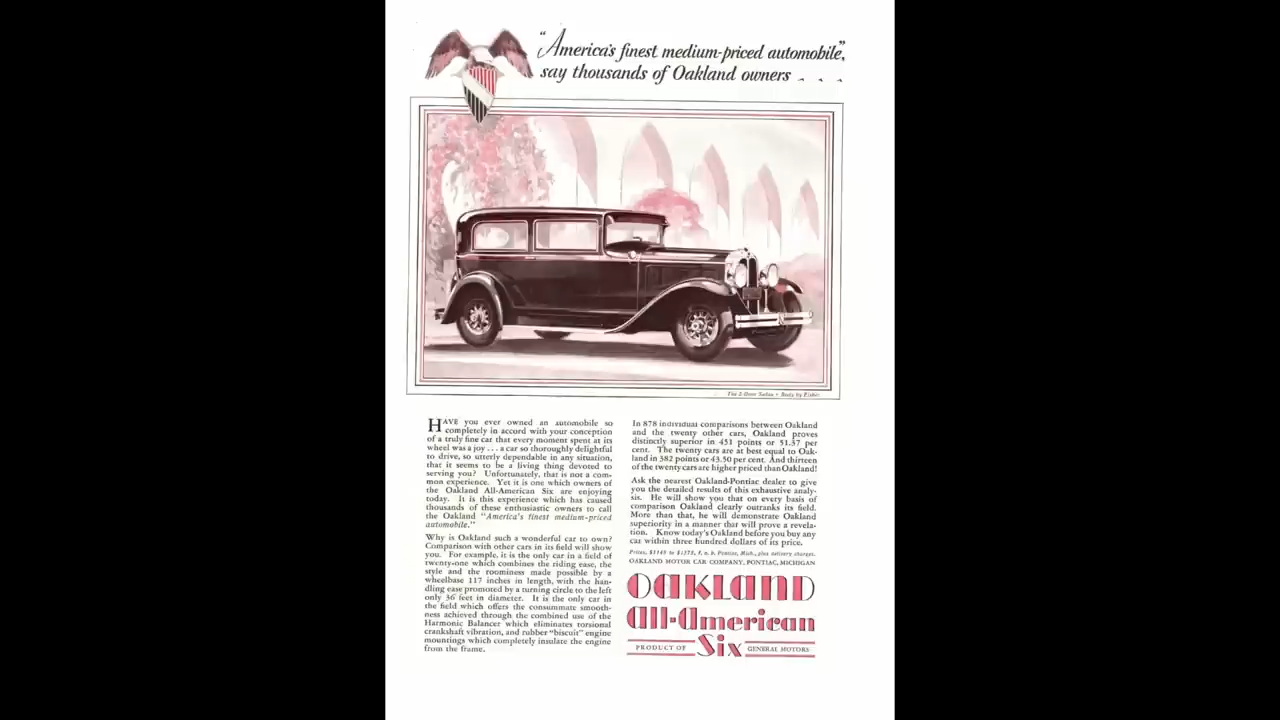 "America's finest medium-priced automobile,"
say thousands of Oakland owners . . .
The 2-Door Sedan • Body by Fisher
HAVE you ever owned an automobile so
completely in accord with your conception
of a truly fine car that every moment spent at its
wheel was a joy . . . a car so thoroughly delightful
to drive, so utterly dependable in any situation,
that it seems to be a living thing devoted to
serving you? Unfortunately, that is not a com-
mon experience. Yet it is one which owners of
the Oakland All-American Six are enjoying
today. It is this experience which has caused
thousands of these enthusiastic owners to call
the Oakland "America's finest medium-priced
automobile."
Why is Oakland such a wonderful car to own?
Comparison with other cars in its field will show
you. For example, it is the only car in a field of
twenty-one which combines the riding ease, the
style and the roominess made possible by a
wheelbase 117 inches in length, with the han-
dling ease promoted by a turning circle to the left
only 36 feet in diameter. It is the only car in
the field which offers the consummate smooth-
ness achieved through the combined use of the
Harmonic Balancer which eliminates torsional
crankshaft vibration, and rubber "biscuit" engine
mountings which completely insulate the engine
from the frame.
In 878 individual comparisons between Oakland
and the twenty other cars, Oakland proves
distinctly superior in 451 points or 51.37 per
cent. The twenty cars are at best equal to Oak-
land in 382 points or 43.50 per cent. And thirteen
of the twenty cars are higher priced than Oakland!
Ask the nearest Oakland-Pontiac dealer to give
you the detailed results of this exhaustive analy-
sis. He will show you that on every basis of
comparison Oakland clearly outranks its field.
More than that, he will demonstrate Oakland
superiority in a manner that will prove a revela-
tion. Know today's Oakland before you buy any
car within three hundred dollars of its price.
Prices, $1145 to $1375, f. o. b. Pontiac, Mich., plus delivery charges.
OAKLAND MOTOR CAR COMPANY, PONTIAC, MICHIGAN
OAKLAND
All-American
Six
PRODUCT OF GENERAL MOTORS